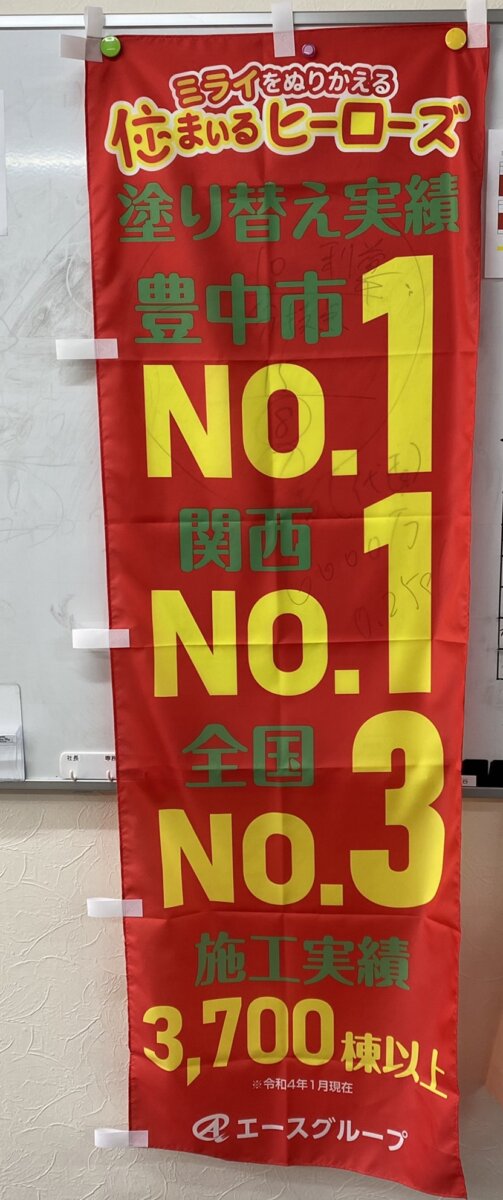 ミライをぬりかえる
住まいるヒーローズ
塗り替え実績
豊中市
NO.1
関西
NO.1
全国
NO.3
施工実績
3,700棟以上
※令和4年1月現在
エースグループ
社長